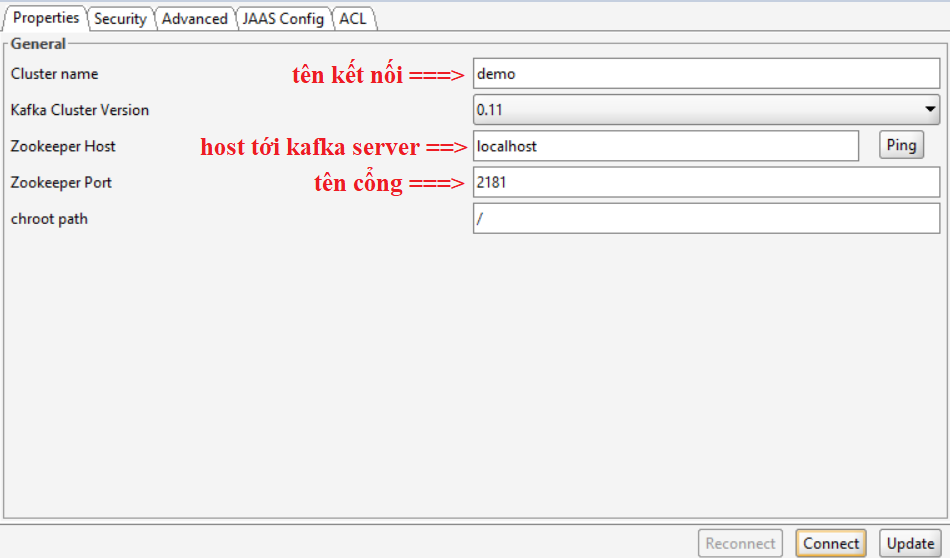 Properties Security Advanced JAAS Config ACL
General
Cluster name tên kết nối ===> demo
Kafka Cluster Version 0.11
Zookeeper Host host tới kafka server ==> localhost Ping
Zookeeper Port tên cổng ===> 2181
chroot path /
Reconnect Connect Update